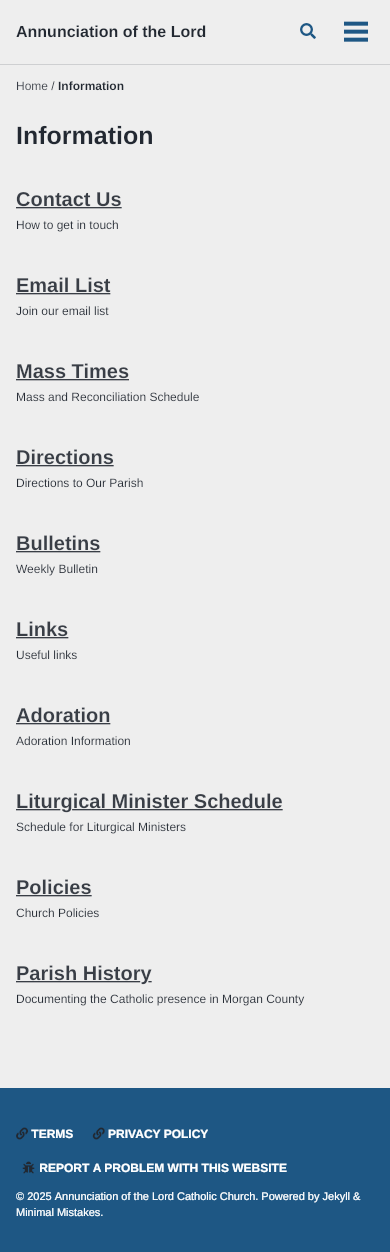 Annunciation of the Lord
Home / Information
Information
Contact Us
How to get in touch
Email List
Join our email list
Mass Times
Mass and Reconciliation Schedule
Directions
Directions to Our Parish
Bulletins
Weekly Bulletin
Links
Useful links
Adoration
Adoration Information
Liturgical Minister Schedule
Schedule for Liturgical Ministers
Policies
Church Policies
Parish History
Documenting the Catholic presence in Morgan County
TERMS PRIVACY POLICY
REPORT A PROBLEM WITH THIS WEBSITE
© 2025 Annunciation of the Lord Catholic Church. Powered by Jekyll &
Minimal Mistakes.